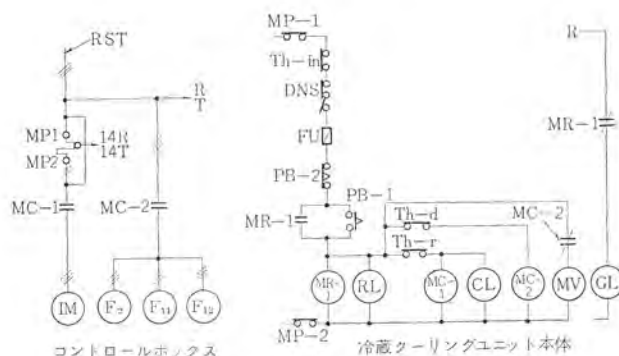 RST
R
T
MP1
14R
14T
MP2
MC-1
MC-2
IM
F₂
F₁₁
F₁₂
コントロールボックス
MP-1
Th-in
DNS
FU
PB-2
PB-1
MR-1
Th-d
Th-r
MC-2
MR-1
RL
MC-1
CL
MC-2
MV
GL
MP-2
R
MR-1
冷蔵クーリングユニット本体